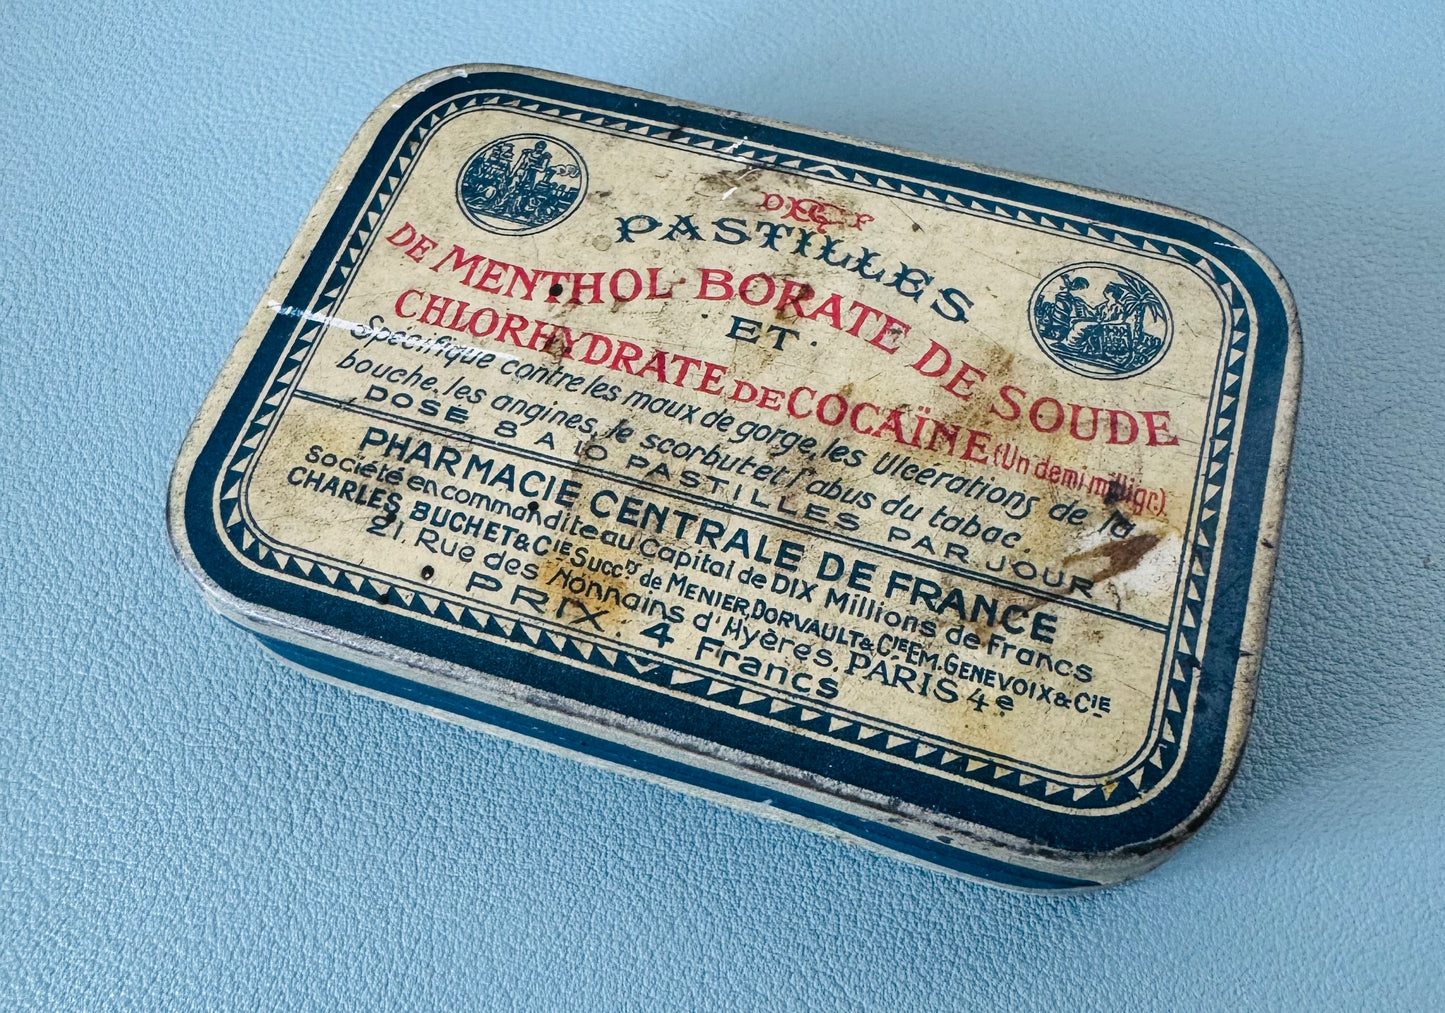 PASTILLES
DE MENTHOL BORATE DE SOUDE
· ET ·
CHLORHYDRATE DE COCAÏNE (Un demi milligr.)
Spécifique contre les maux de gorge, les Ulcérations de la
bouche, les angines, le scorbut et l'abus du tabac.
DOSE 8 A 10 PASTILLES PAR JOUR
PHARMACIE CENTRALE DE FRANCE
Société en commandite au Capital de DIX Millions de Francs
CHARLES BUCHET & CIE SUCCRS de MENIER, DORVAULT & CIE EM. GENEVOIX & CIE
21, Rue des Nonnains d'Hyères, PARIS 4e
PRIX : 4 Francs